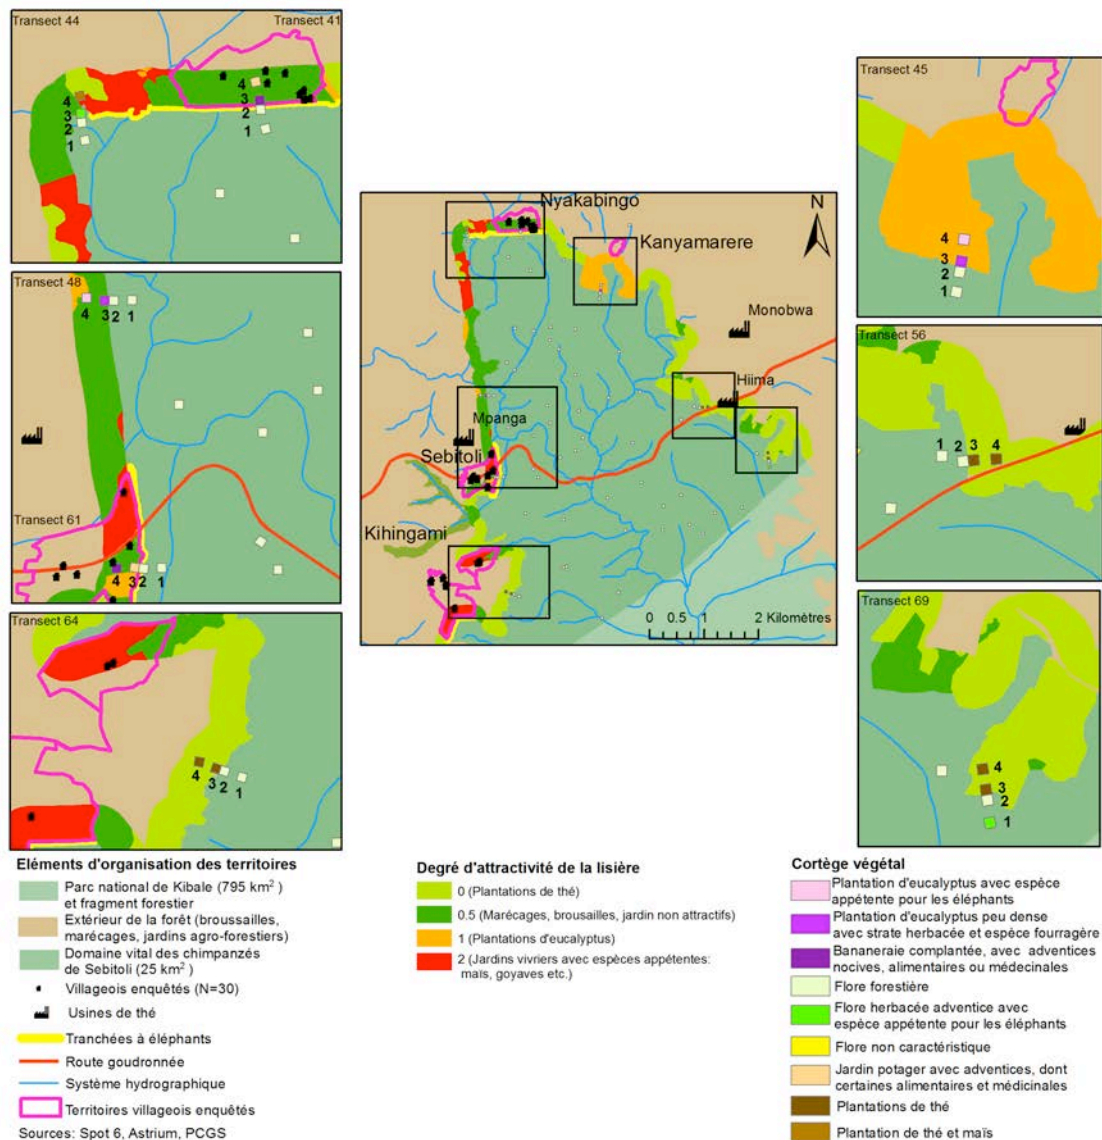 Transect 44
Transect 41
4
3
2
1
4
3
2
1
Transect 48
4 3 2 1
Transect 61
4 3 2 1
Transect 64
4 3 2 1
Nyakabingo
Kanyamarere
N
Monobwa
Hiima
Mpanga
Sebitoli
Kihingami
0 0.5 1 2 Kilomètres
Transect 45
4
3
2
1
Transect 56
1 2 3 4
Transect 69
4
3
2
1
Eléments d'organisation des territoires
Parc national de Kibale (795 km²)
et fragment forestier
Extérieur de la forêt (broussailles,
marécages, jardins agro-forestiers)
Domaine vital des chimpanzés
de Sebitoli (25 km²)
Villageois enquêtés (N=30)
Usines de thé
Tranchées à éléphants
Route goudronnée
Système hydrographique
Territoires villageois enquêtés
Sources: Spot 6, Astrium, PCGS
Degré d'attractivité de la lisière
0 (Plantations de thé)
0.5 (Marécages, brousailles, jardin non attractifs)
1 (Plantations d'eucalyptus)
2 (Jardins vivriers avec espèces appétentes:
maïs, goyaves etc.)
Cortège végétal
Plantation d'eucalyptus avec espèce
appétente pour les éléphants
Plantation d'eucalyptus peu dense
avec strate herbacée et espèce fourragère
Bananeraie complantée, avec adventices
nocives, alimentaires ou médecinales
Flore forestière
Flore herbacée adventice avec
espèce appétente pour les éléphants
Flore non caractéristique
Jardin potager avec adventices, dont
certaines alimentaires et médicinales
Plantations de thé
Plantation de thé et maïs